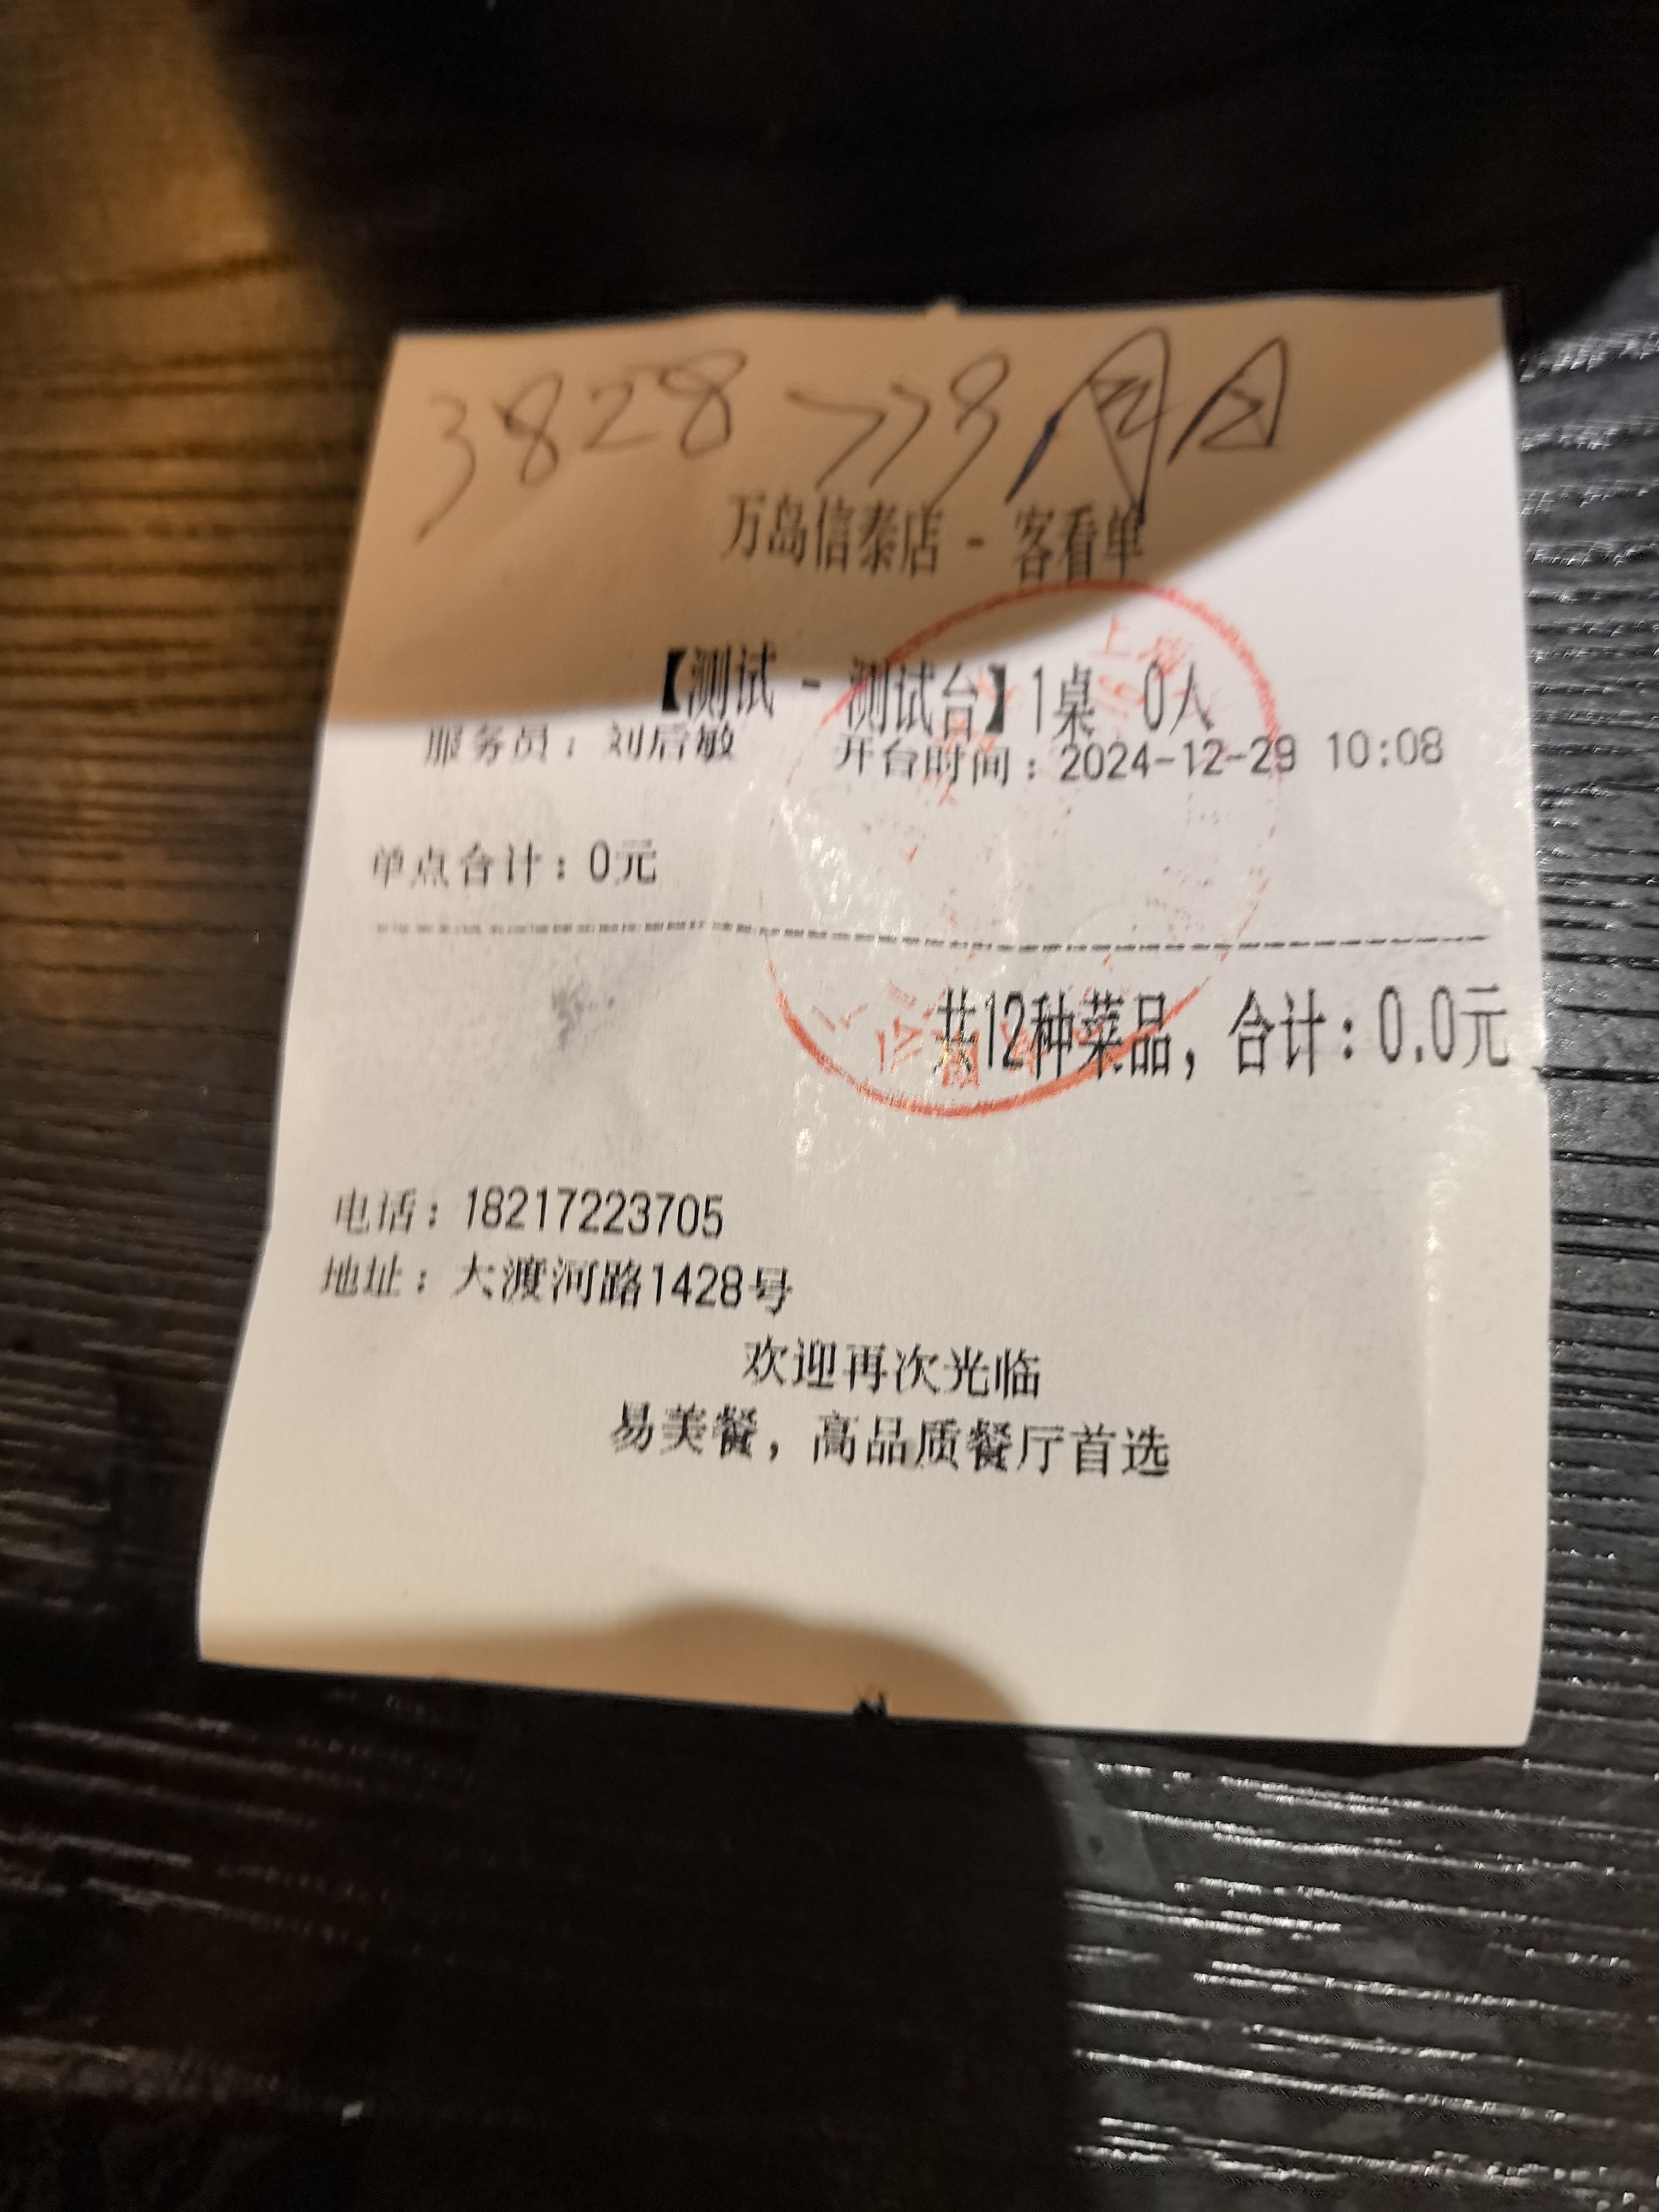 3828
万岛信泰店 - 客看单
【测试 - 测试台】1桌 0人
服务员：刘后敏 开台时间：2024-12-29 10:08
单点合计：0元
共12种菜品，合计：0.0元
电话：18217223705
地址：大渡河路1428号
欢迎再次光临
易美餐，高品质餐厅首选
上海